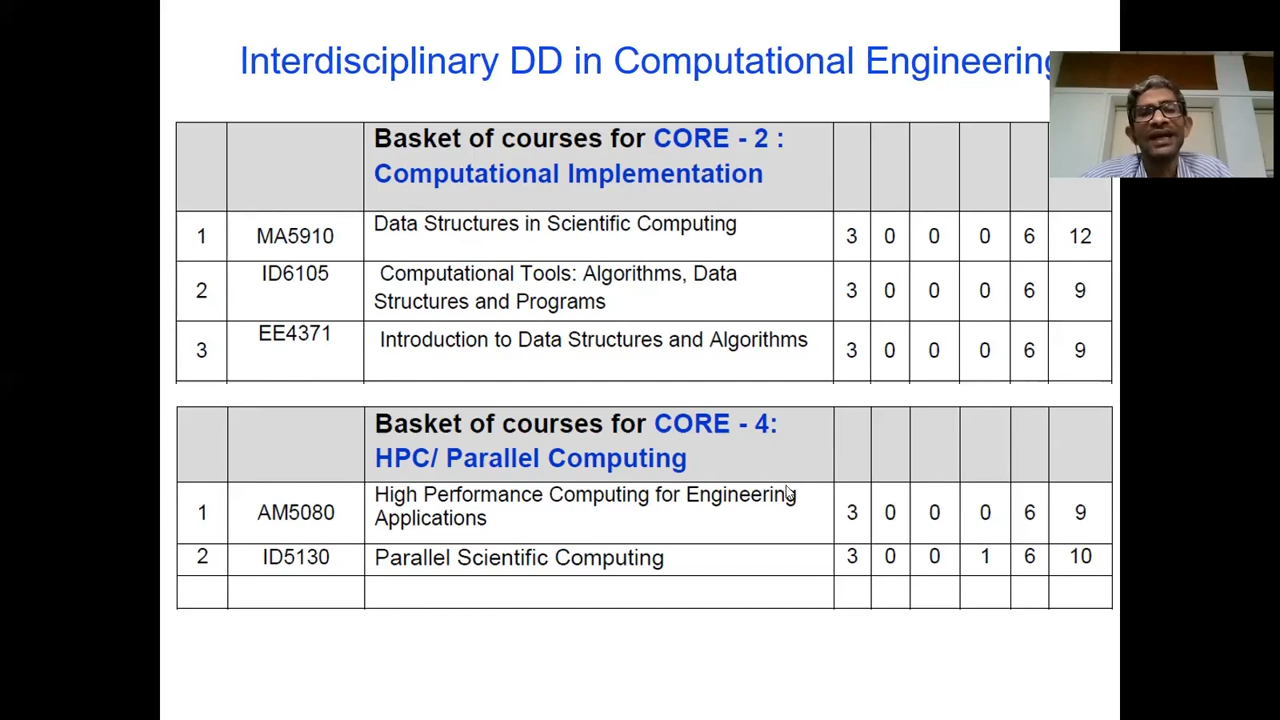 Interdisciplinary DD in Computational Engineering
Basket of courses for CORE - 2 :
Computational Implementation
1 MA5910 Data Structures in Scientific Computing 3 0 0 0 6 12
2 ID6105 Computational Tools: Algorithms, Data
Structures and Programs 3 0 0 0 6 9
3 EE4371 Introduction to Data Structures and Algorithms 3 0 0 0 6 9
Basket of courses for CORE - 4:
HPC/ Parallel Computing
1 AM5080 High Performance Computing for Engineering
Applications 3 0 0 0 6 9
2 ID5130 Parallel Scientific Computing 3 0 0 1 6 10